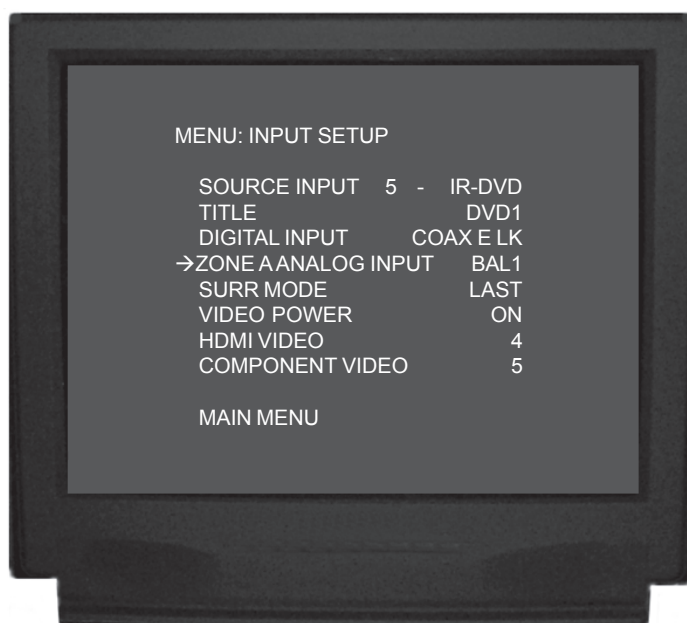 MENU: INPUT SETUP
SOURCE INPUT 5 - IR-DVD
TITLE DVD1
DIGITAL INPUT COAX E LK
→ZONE A ANALOG INPUT BAL1
SURR MODE LAST
VIDEO POWER ON
HDMI VIDEO 4
COMPONENT VIDEO 5
MAIN MENU